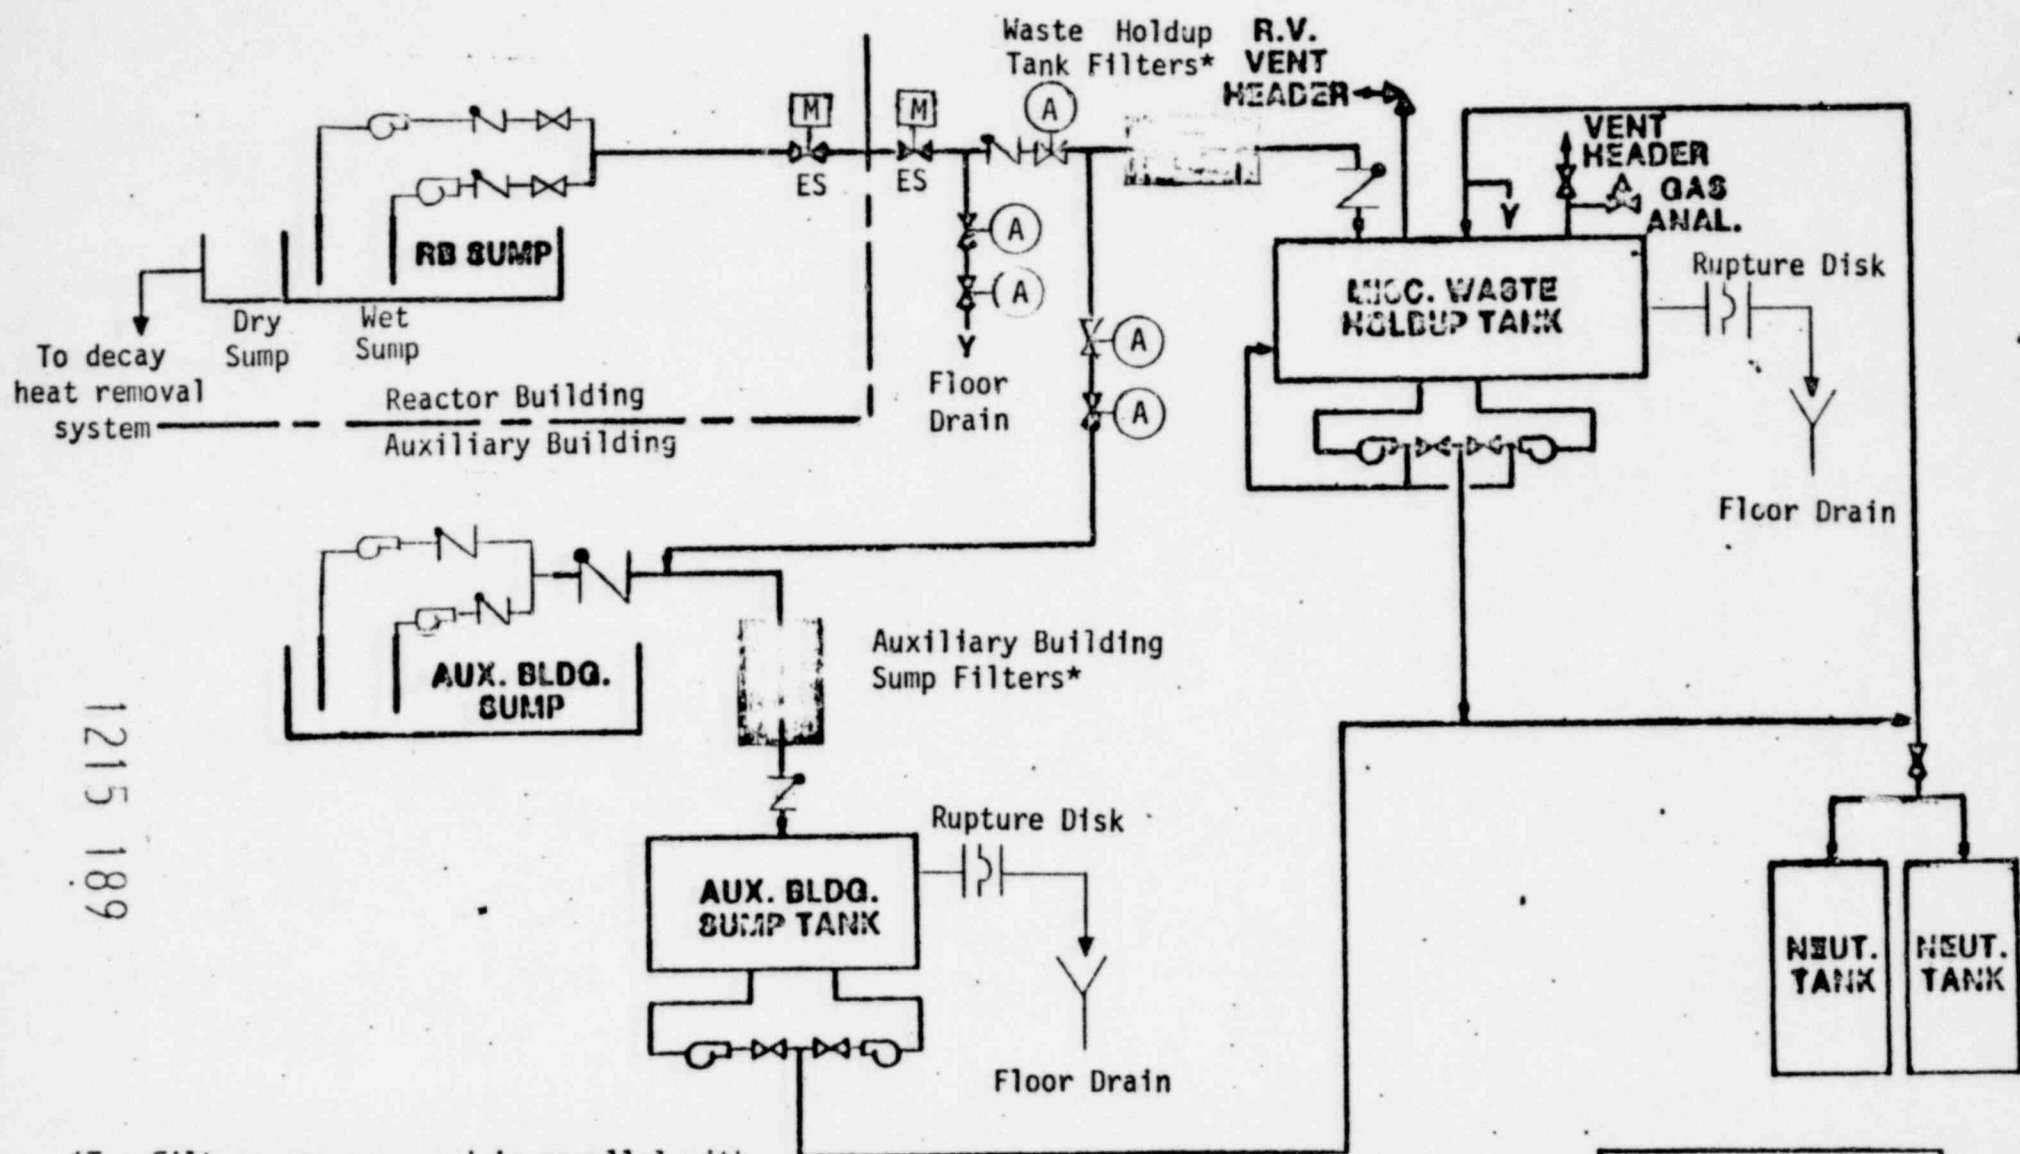 Waste Holdup
Tank Filters*
R.V.
VENT
HEADER
M
M
A
ES
ES
VENT
HEADER
GAS
ANAL.
RB SUMP
A
A
Dry
Sump
Wet
Sump
To decay
heat removal
system
Reactor Building
Auxiliary Building
Floor
Drain
A
A
MISC. WASTE
HOLDUP TANK
Rupture Disk
Floor Drain
AUX. BLDG.
SUMP
Auxiliary Building
Sump Filters*
1215 189
Rupture Disk
AUX. BLDG.
SUMP TANK
Floor Drain
NEUT.
TANK
NEUT.
TANK